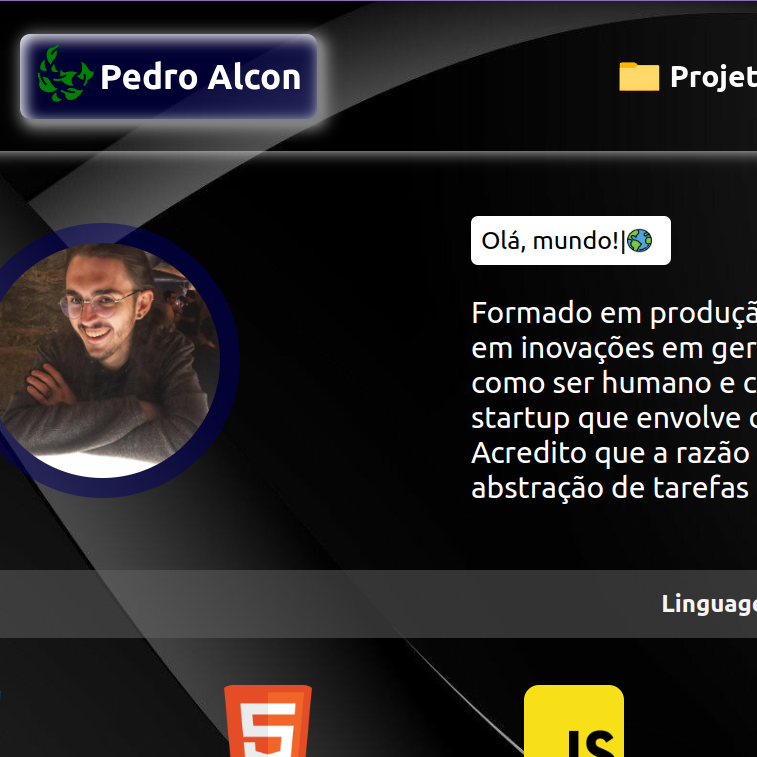 Pedro Alcon
Projet
Olá, mundo!|
Formado em produçã
em inovações em ger
como ser humano e c
startup que envolve
Acredito que a razão
abstração de tarefas
Linguage
5
JS